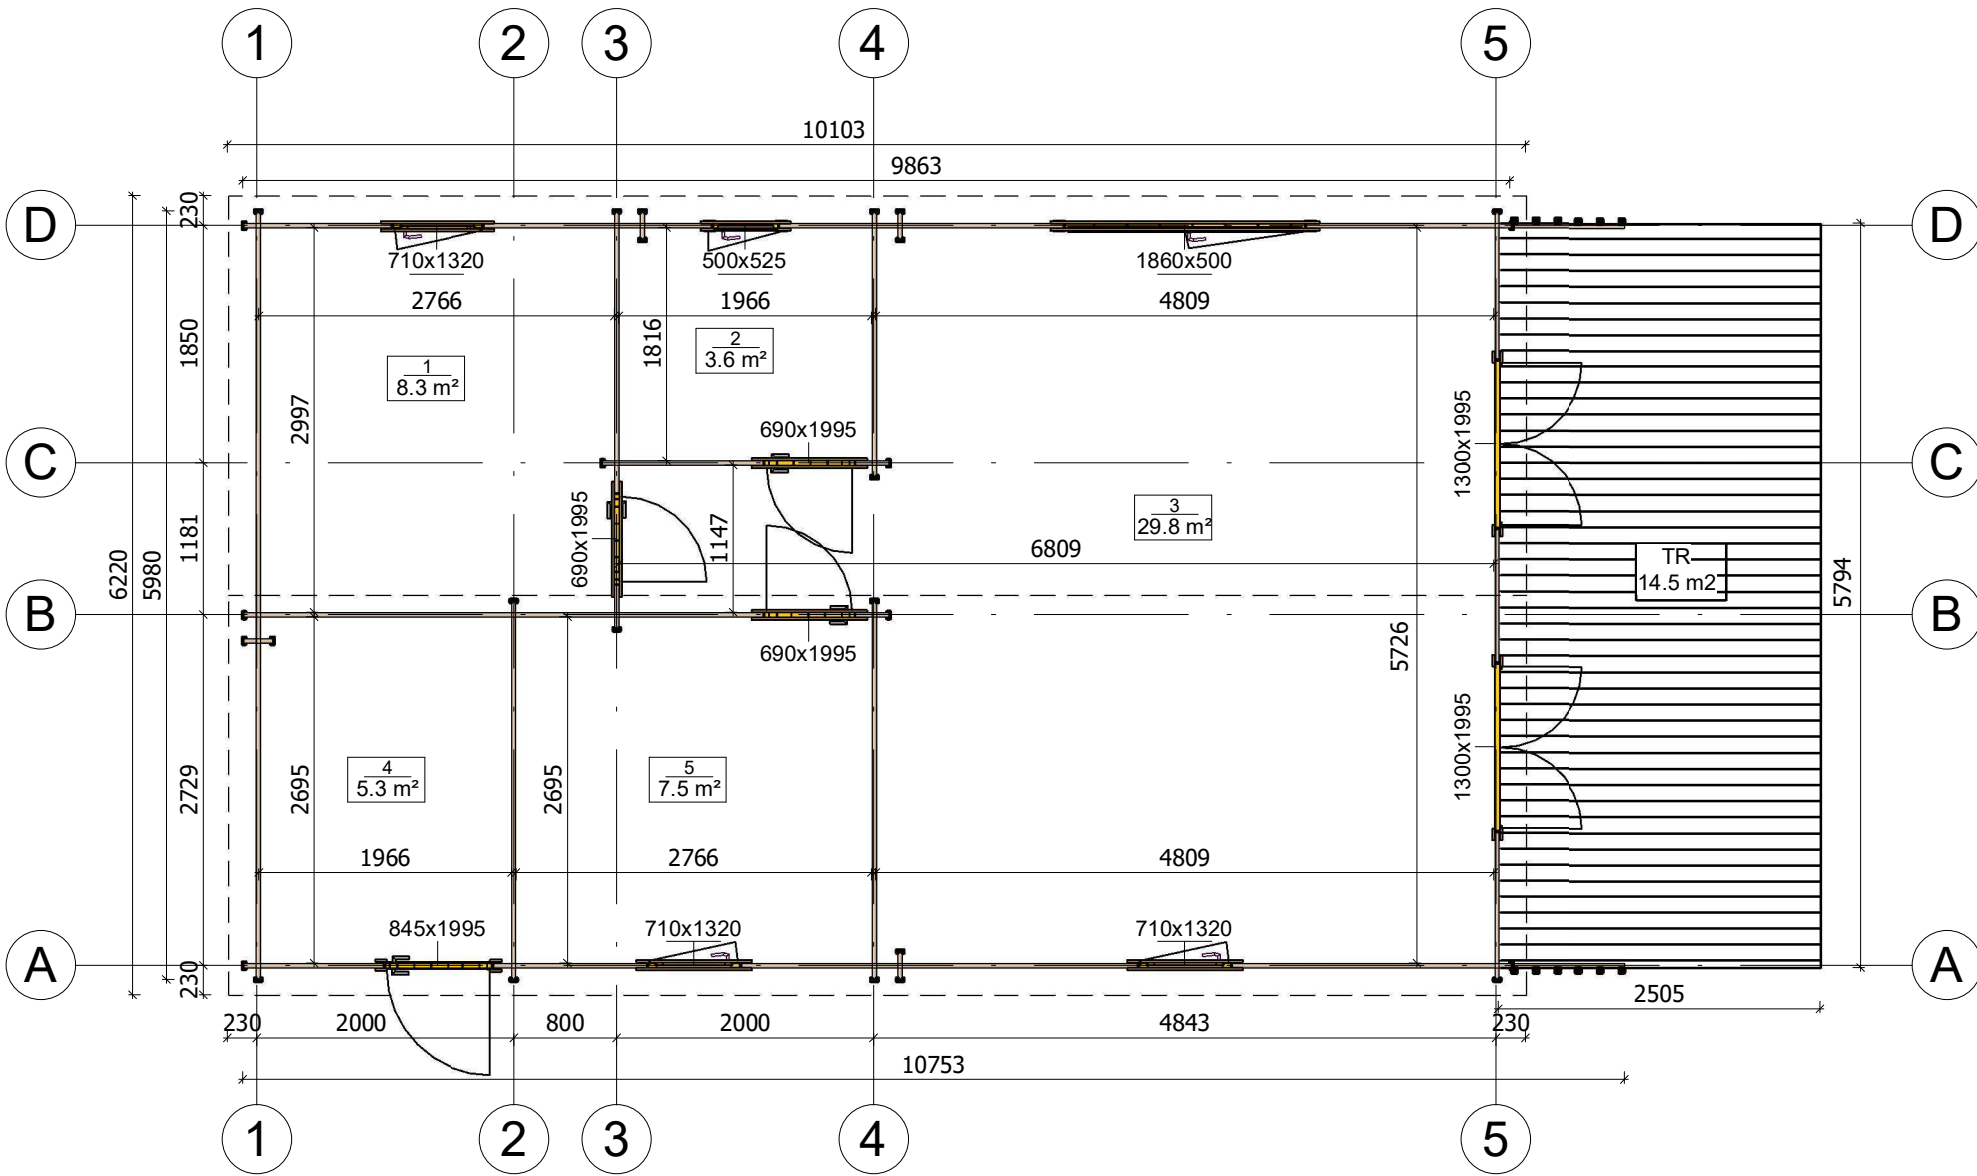 1 2 3 4 5
10103
9863
D D
230
710x1320 500x525 1860x500
2766 1966 4809
1850 1816
2
3.6 m²
1
8.3 m²
2997
690x1995
1300x1995
C C
3
29.8 m²
690x1995 1147
1181
6809
6220 5980
TR
14.5 m2
5794
B B
690x1995
5726
1300x1995
2729 2695 2695
4
5.3 m²
5
7.5 m²
1966 2766 4809
845x1995 710x1320 710x1320
A A
230
2505
230 2000 800 2000 4843 230
10753
1 2 3 4 5